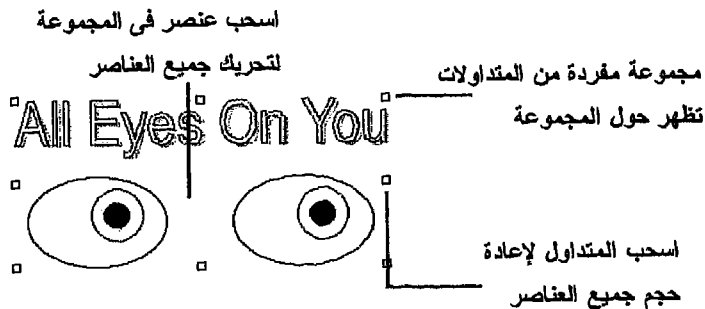 اسحب عنصر فى المجموعة
لتحريك جميع العناصر
مجموعة مفردة من المتداولات
تظهر حول المجموعة
All Eyes On You
اسحب المتداول لإعادة
حجم جميع العناصر